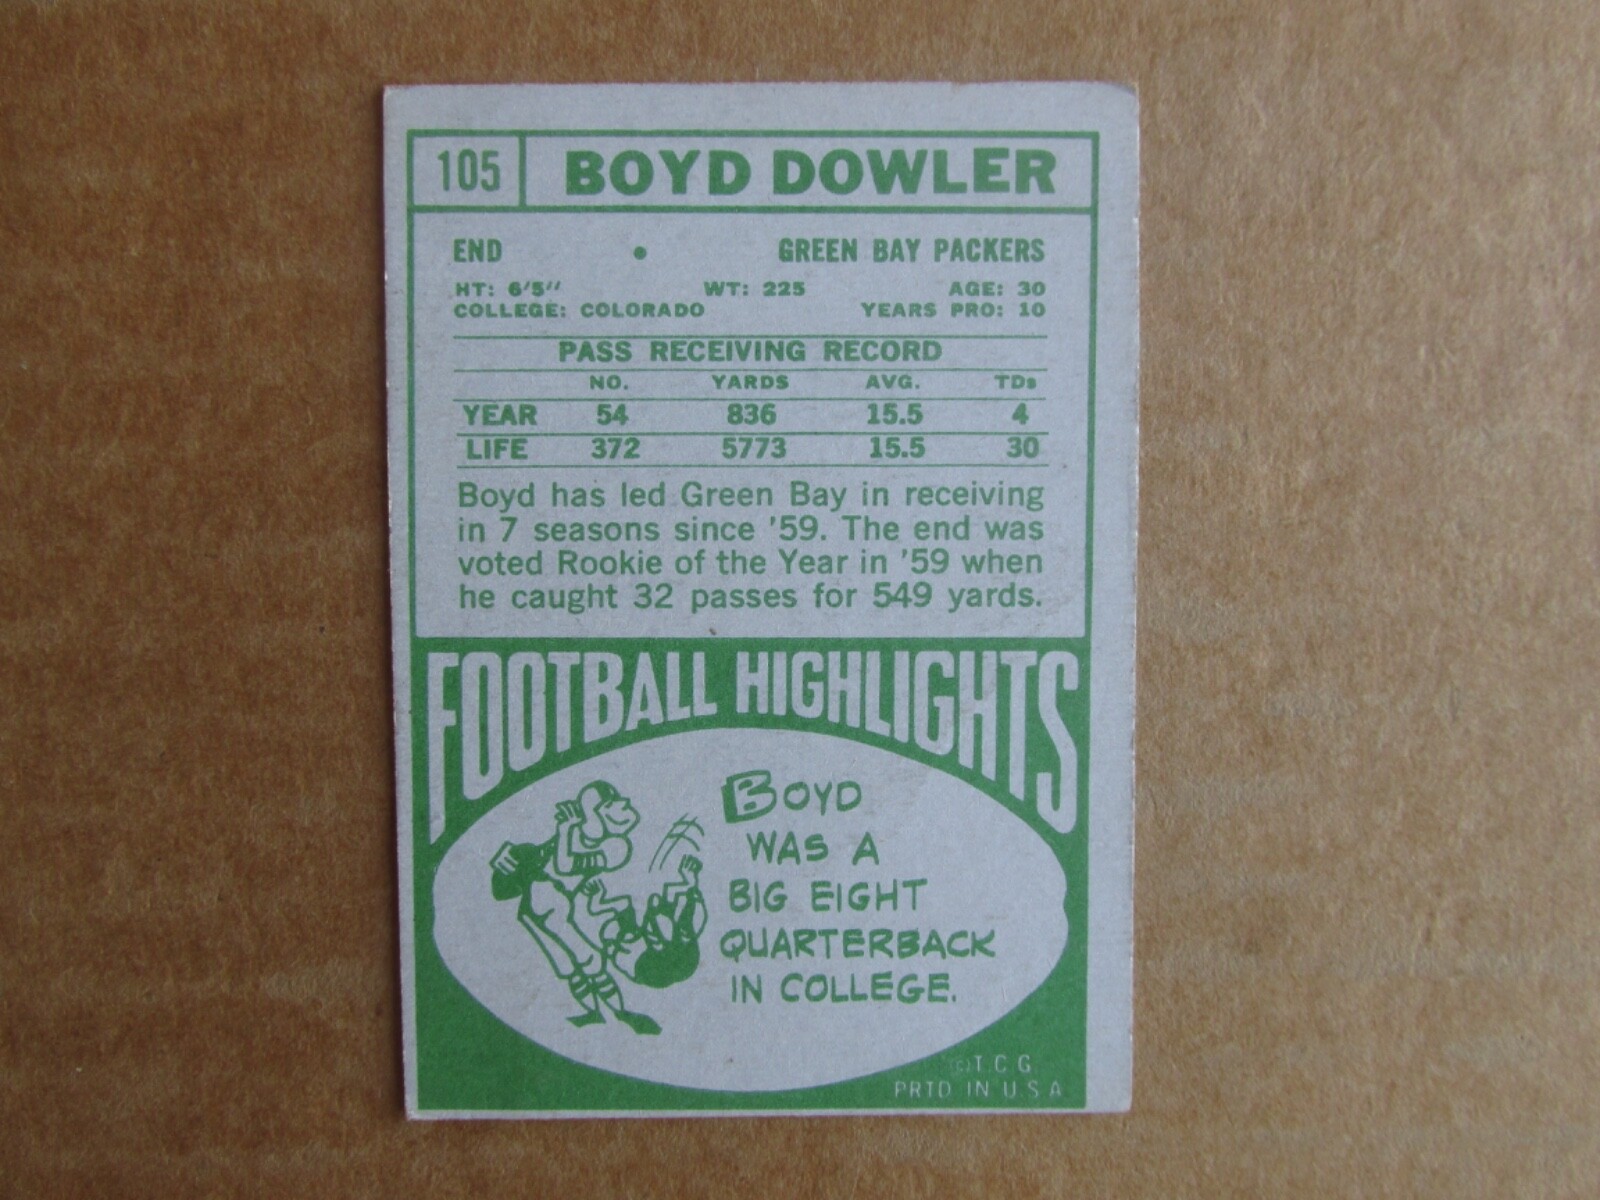 105 BOYD DOWLER
END • GREEN BAY PACKERS
HT: 6'5" WT: 225 AGE: 30
COLLEGE: COLORADO YEARS PRO: 10
PASS RECEIVING RECORD
NO. YARDS AVG. TDs
YEAR 54 836 15.5 4
LIFE 372 5773 15.5 30
Boyd has led Green Bay in receiving
in 7 seasons since '59. The end was
voted Rookie of the Year in '59 when
he caught 32 passes for 549 yards.
FOOTBALL HIGHLIGHTS
BOYD
WAS A
BIG EIGHT
QUARTERBACK
IN COLLEGE.
©T.C.G.
PRTD IN U.S.A